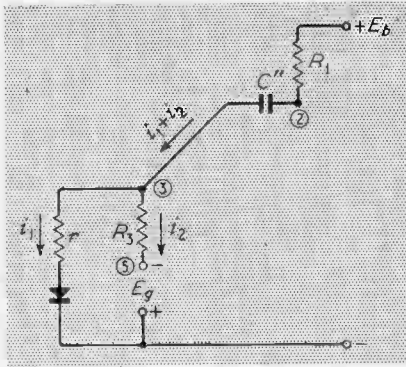 +E_b
R_1
C"
②
i_1+i_2
③
i_1
r
R_3
i_2
⑤ −
E_g
+
−